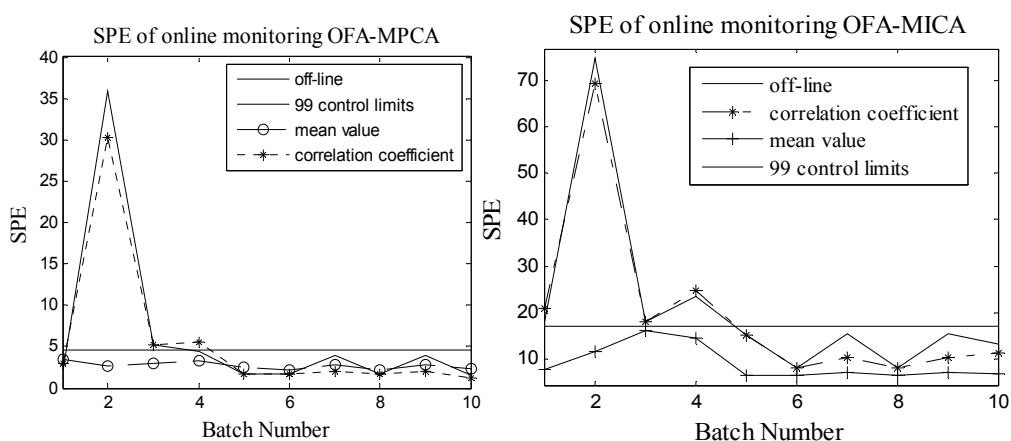 SPE of online monitoring OFA-MPCA
40
35
30
25
20
15
10
5
0
SPE
off-line
99 control limits
mean value
correlation coefficient
2
4
6
8
10
Batch Number
SPE of online monitoring OFA-MICA
70
60
50
40
30
20
10
SPE
off-line
correlation coefficient
mean value
99 control limits
2
4
6
8
10
Batch Number